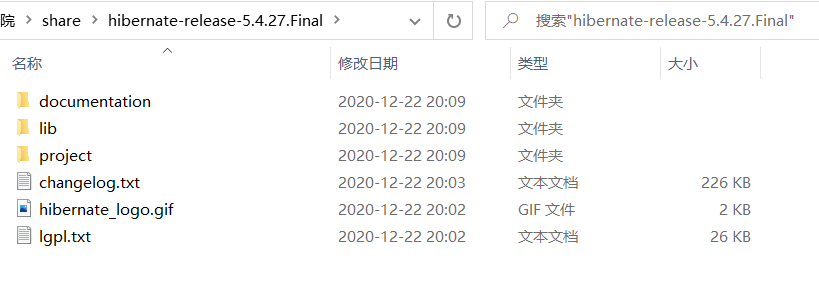 院 › share › hibernate-release-5.4.27.Final › 搜索"hibernate-release-5.4.27.Final"
名称 修改日期 类型 大小
documentation 2020-12-22 20:09 文件夹
lib 2020-12-22 20:09 文件夹
project 2020-12-22 20:09 文件夹
changelog.txt 2020-12-22 20:03 文本文档 226 KB
hibernate_logo.gif 2020-12-22 20:02 GIF 文件 2 KB
lgpl.txt 2020-12-22 20:02 文本文档 26 KB